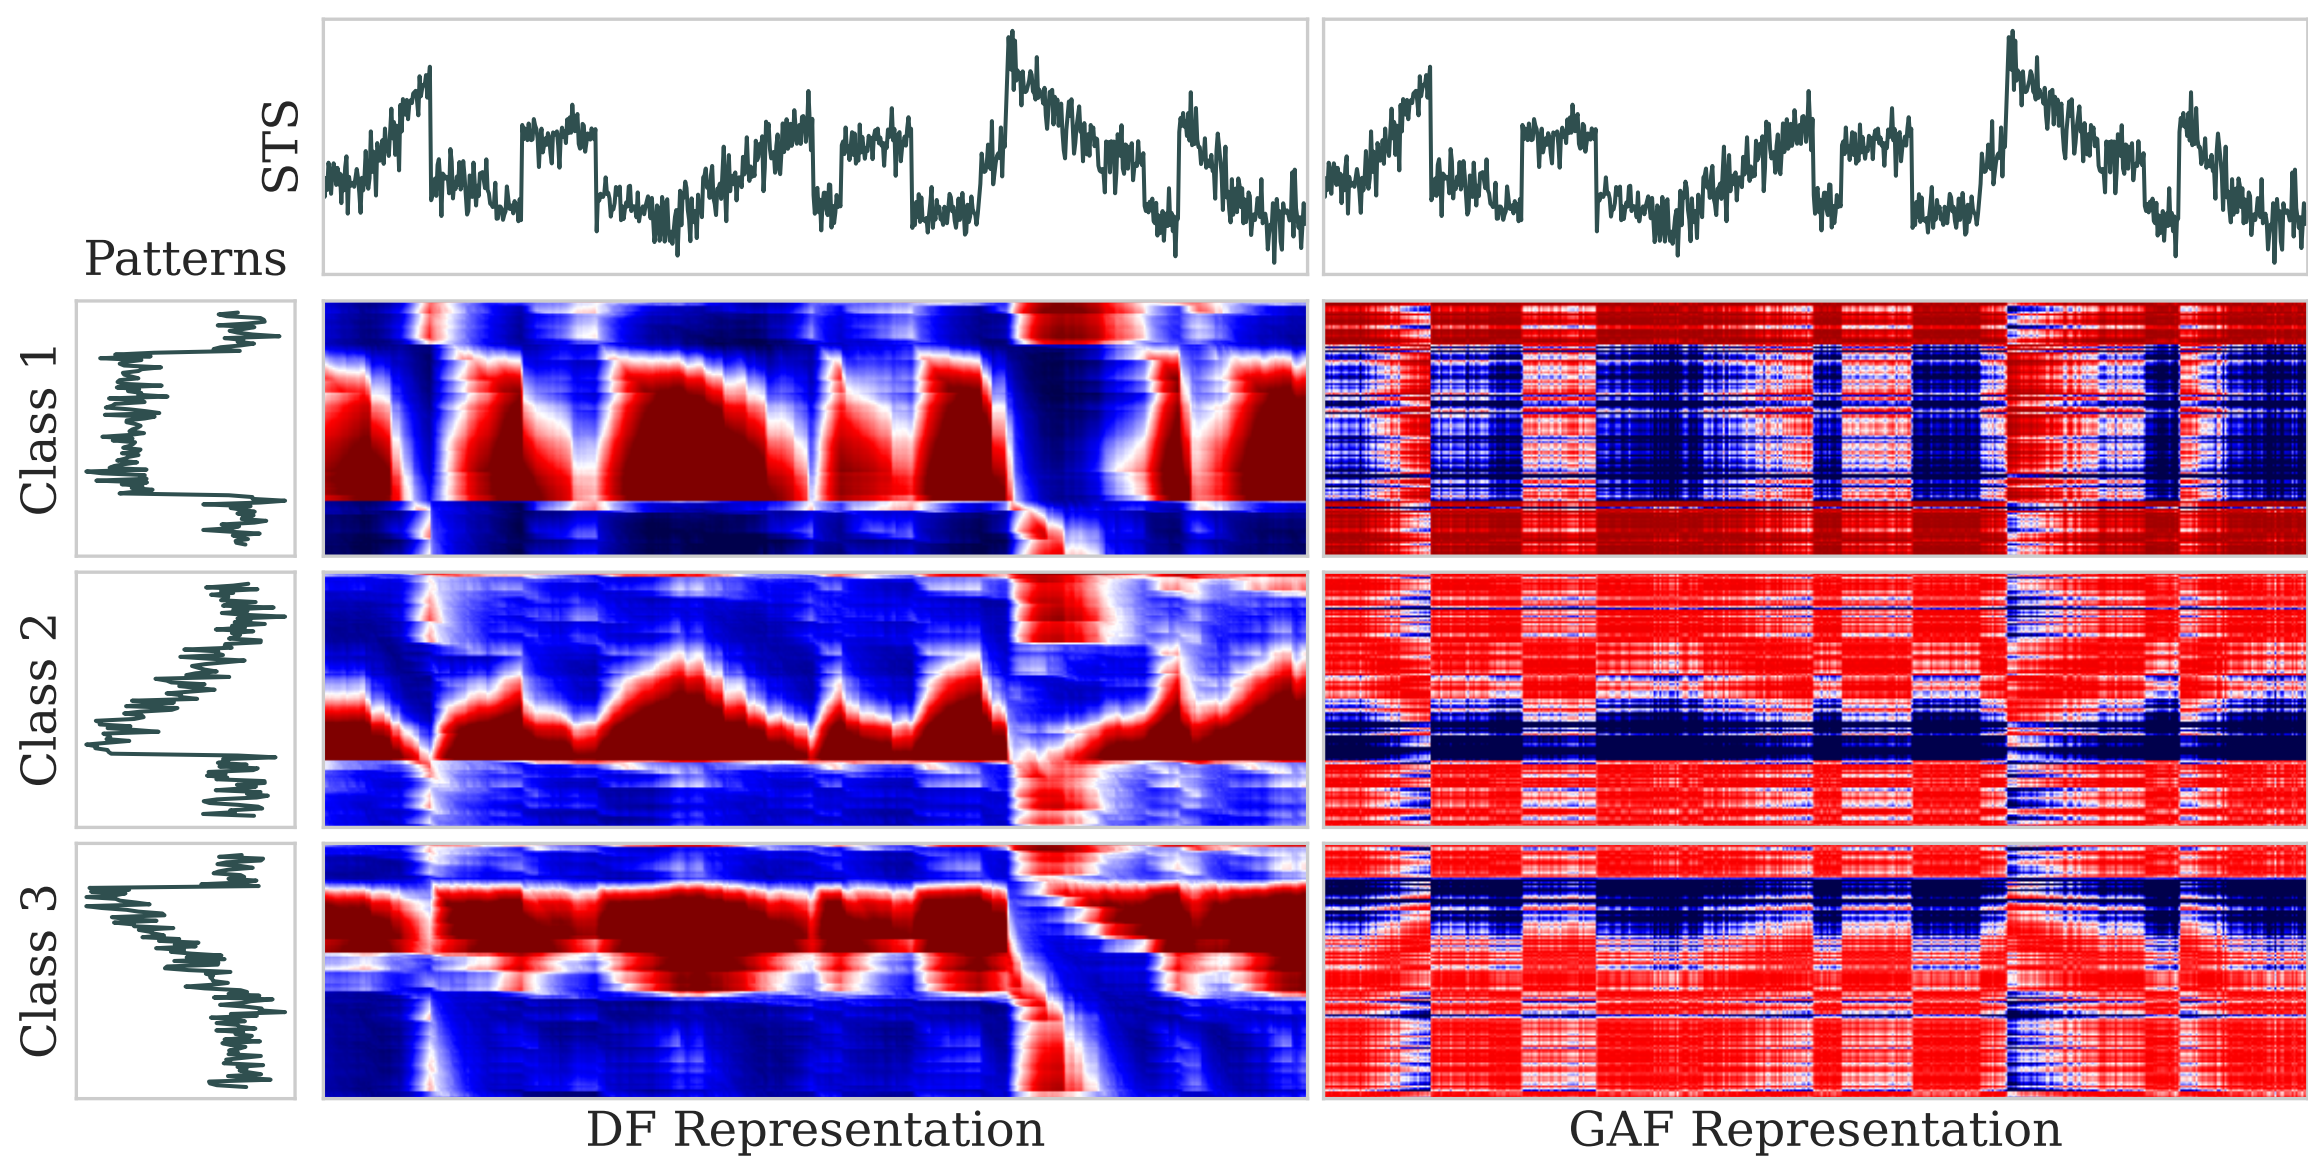 STS
Patterns
Class 1
Class 2
Class 3
DF Representation
GAF Representation